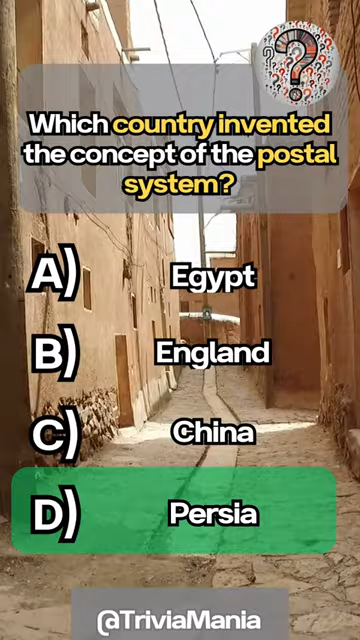 Which country invented
the concept of the postal
system?
A) Egypt
B) England
C) China
D) Persia
@TriviaMania